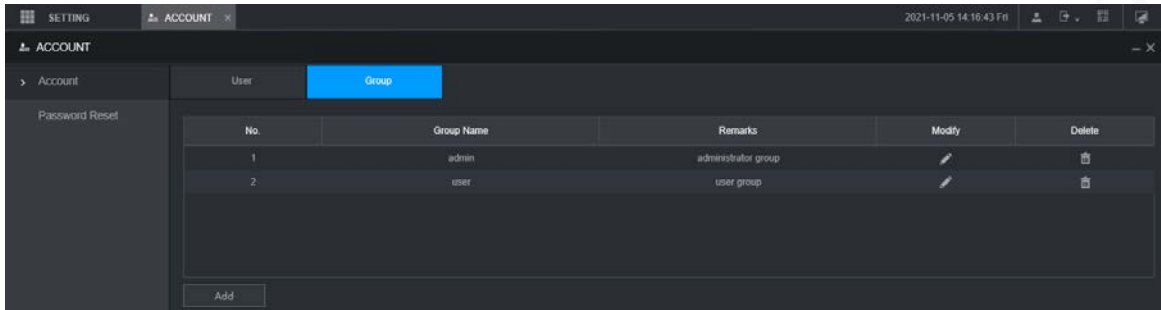 SETTING ACCOUNT × 2021-11-05 14:16:43 Fri
ACCOUNT
Account User Group
Password Reset
No. Group Name Remarks Modify Delete
1 admin administrator group
2 user user group
Add